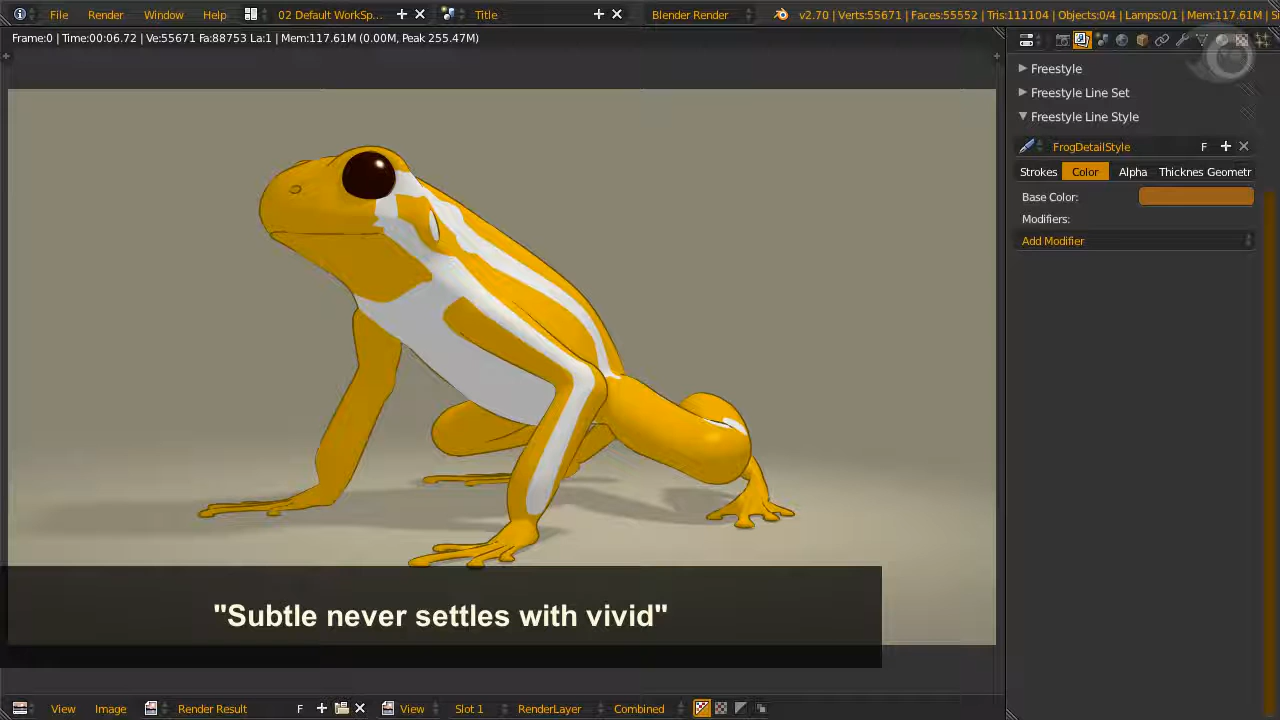 File Render Window Help 02 Default WorkSp... Title Blender Render v2.70 | Verts:55671 | Faces:55552 | Tris:111104 | Objects:0/4 | Lamps:0/1 | Mem:117.61M |
Frame:0 | Time:00:06.72 | Ve:55671 Fa:88753 La:1 | Mem:117.61M (0.00M, Peak 255.47M)
Freestyle
Freestyle Line Set
Freestyle Line Style
FrogDetailStyle F
Strokes Color Alpha Thicknes Geometr
Base Color:
Modifiers:
Add Modifier
"Subtle never settles with vivid"
View Image Render Result F View Slot 1 RenderLayer Combined